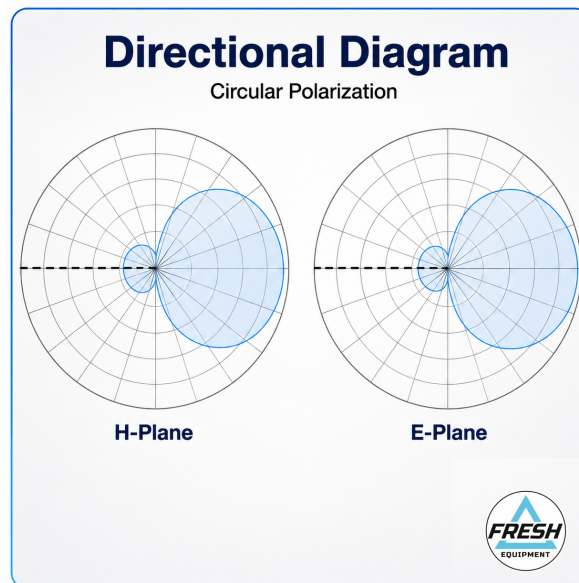 Directional Diagram
Circular Polarization
H-Plane
E-Plane
FRESH
EQUIPMENT